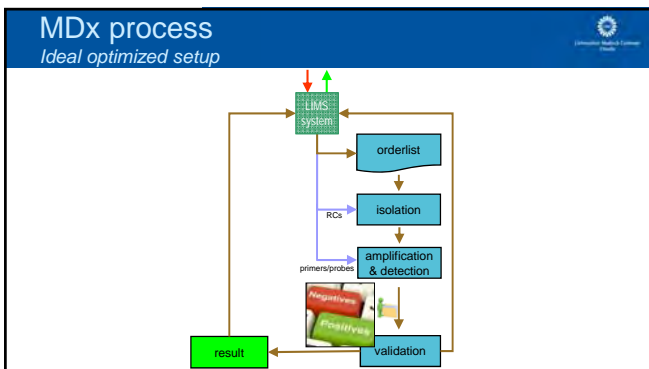 MDx process
Ideal optimized setup
LIMS
system
orderlist
RCs
isolation
primers/probes
amplification
& detection
Negatives
Positives
result
validation